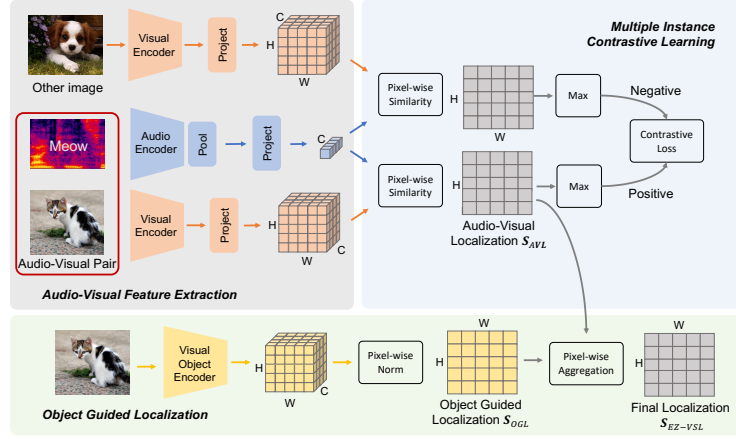 Multiple Instance
Contrastive Learning
C
H
W
Visual
Encoder
Project
Other image
Pixel-wise
Similarity
H
W
Max
Negative
Meow
Audio
Encoder
Pool
Project
C
Contrastive
Loss
Visual
Encoder
Project
H
W
C
Pixel-wise
Similarity
H
Max
Positive
Audio-Visual Pair
Audio-Visual
Localization S_AVL
Audio-Visual Feature Extraction
Visual
Object
Encoder
H
W
C
Pixel-wise
Norm
W
H
Pixel-wise
Aggregation
W
H
Object Guided
Localization S_OGL
Final Localization
S_EZ−VSL
Object Guided Localization